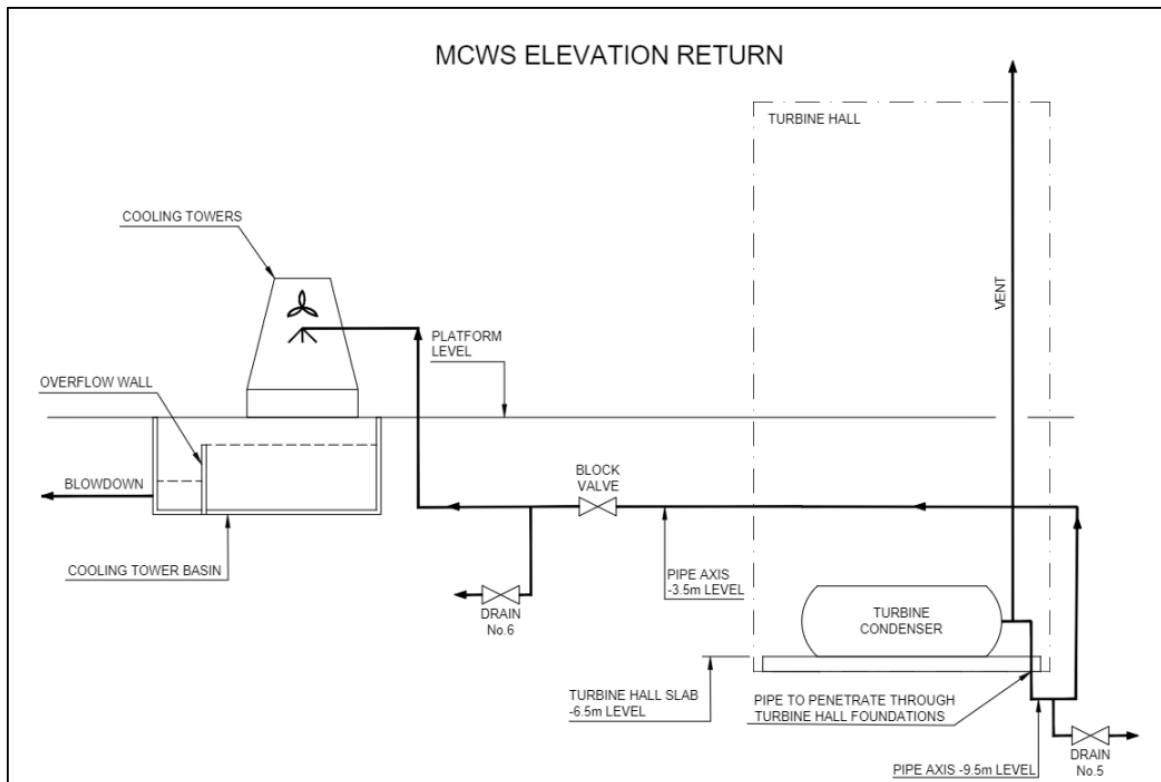 MCWS ELEVATION RETURN
TURBINE HALL
COOLING TOWERS
VENT
PLATFORM
LEVEL
OVERFLOW WALL
BLOWDOWN
BLOCK
VALVE
COOLING TOWER BASIN
PIPE AXIS
-3.5m LEVEL
DRAIN
No.6
TURBINE
CONDENSER
TURBINE HALL SLAB
-6.5m LEVEL
PIPE TO PENETRATE THROUGH
TURBINE HALL FOUNDATIONS
DRAIN
No.5
PIPE AXIS -9.5m LEVEL